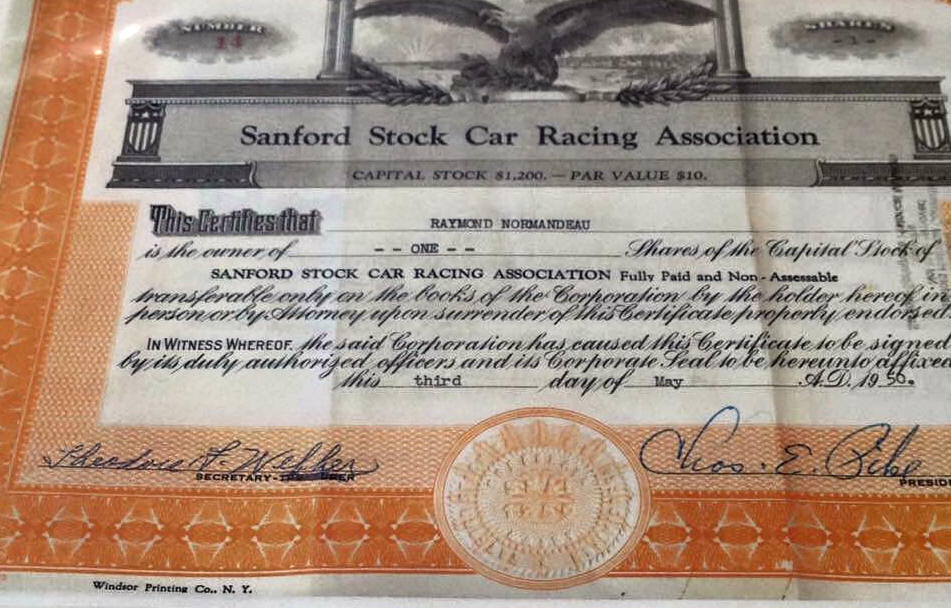 NUMBER
14
SHARES
- 1 -
Sanford Stock Car Racing Association
CAPITAL STOCK $1,200. — PAR VALUE $10.
This Certifies that RAYMOND NORMANDEAU
is the owner of -- ONE -- Shares of the Capital Stock of
SANFORD STOCK CAR RACING ASSOCIATION Fully Paid and Non-Assessable
transferable only on the books of the Corporation by the holder hereof in
person or by Attorney upon surrender of this Certificate properly endorsed.
IN WITNESS WHEREOF, the said Corporation has caused this Certificate to be signed
by its duly authorized officers and its Corporate Seal to be hereunto affixed
this third day of May A.D. 1950.
Chas. E.
SECRETARY-
PRESID
Windsor Printing Co., N. Y.